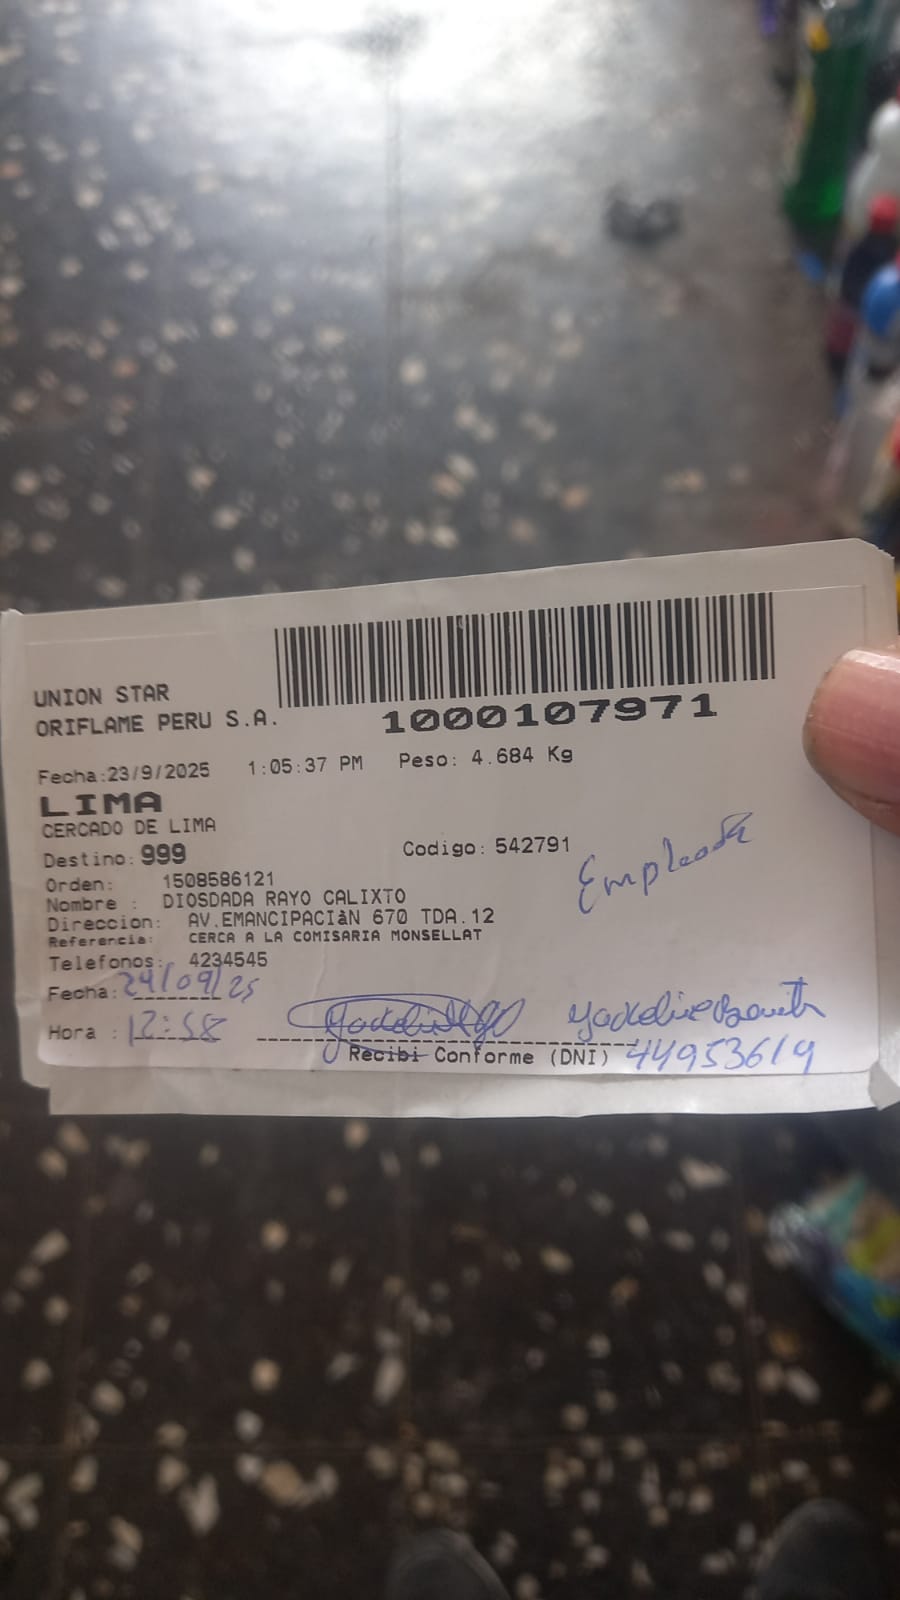 UNION STAR
ORIFLAME PERU S.A.
1000107971
Fecha:23/9/2025 1:05:37 PM Peso: 4.684 Kg
LIMA
CERCADO DE LIMA
Destino: 999 Codigo: 542791
Empleada
Orden: 1508586121
Nombre : DIOSDADA RAYO CALIXTO
Direccion: AV.EMANCIPACIàN 670 TDA.12
Referencia: CERCA A LA COMISARIA MONSELLAT
Telefonos: 4234545
Fecha: 24/09/25
Hora : 12:58
Recibi Conforme (DNI) 44953619